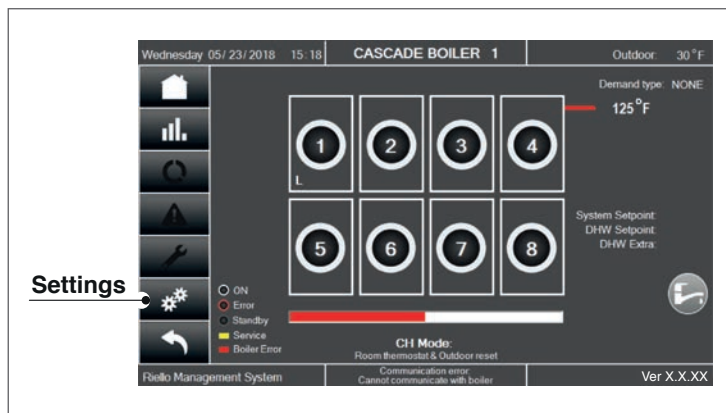 Wednesday 05/23/2018 15:18 CASCADE BOILER 1 Outdoor: 30°F
Demand type: NONE
125°F
1 2 3 4
L
System Setpoint:
DHW Setpoint:
DHW Extra:
5 6 7 8
Settings
ON
Error
Standby
Service
Boiler Error
CH Mode:
Room thermostat & Outdoor reset
Riello Management System
Communication error:
Cannot communicate with boiler
Ver X.X.XX